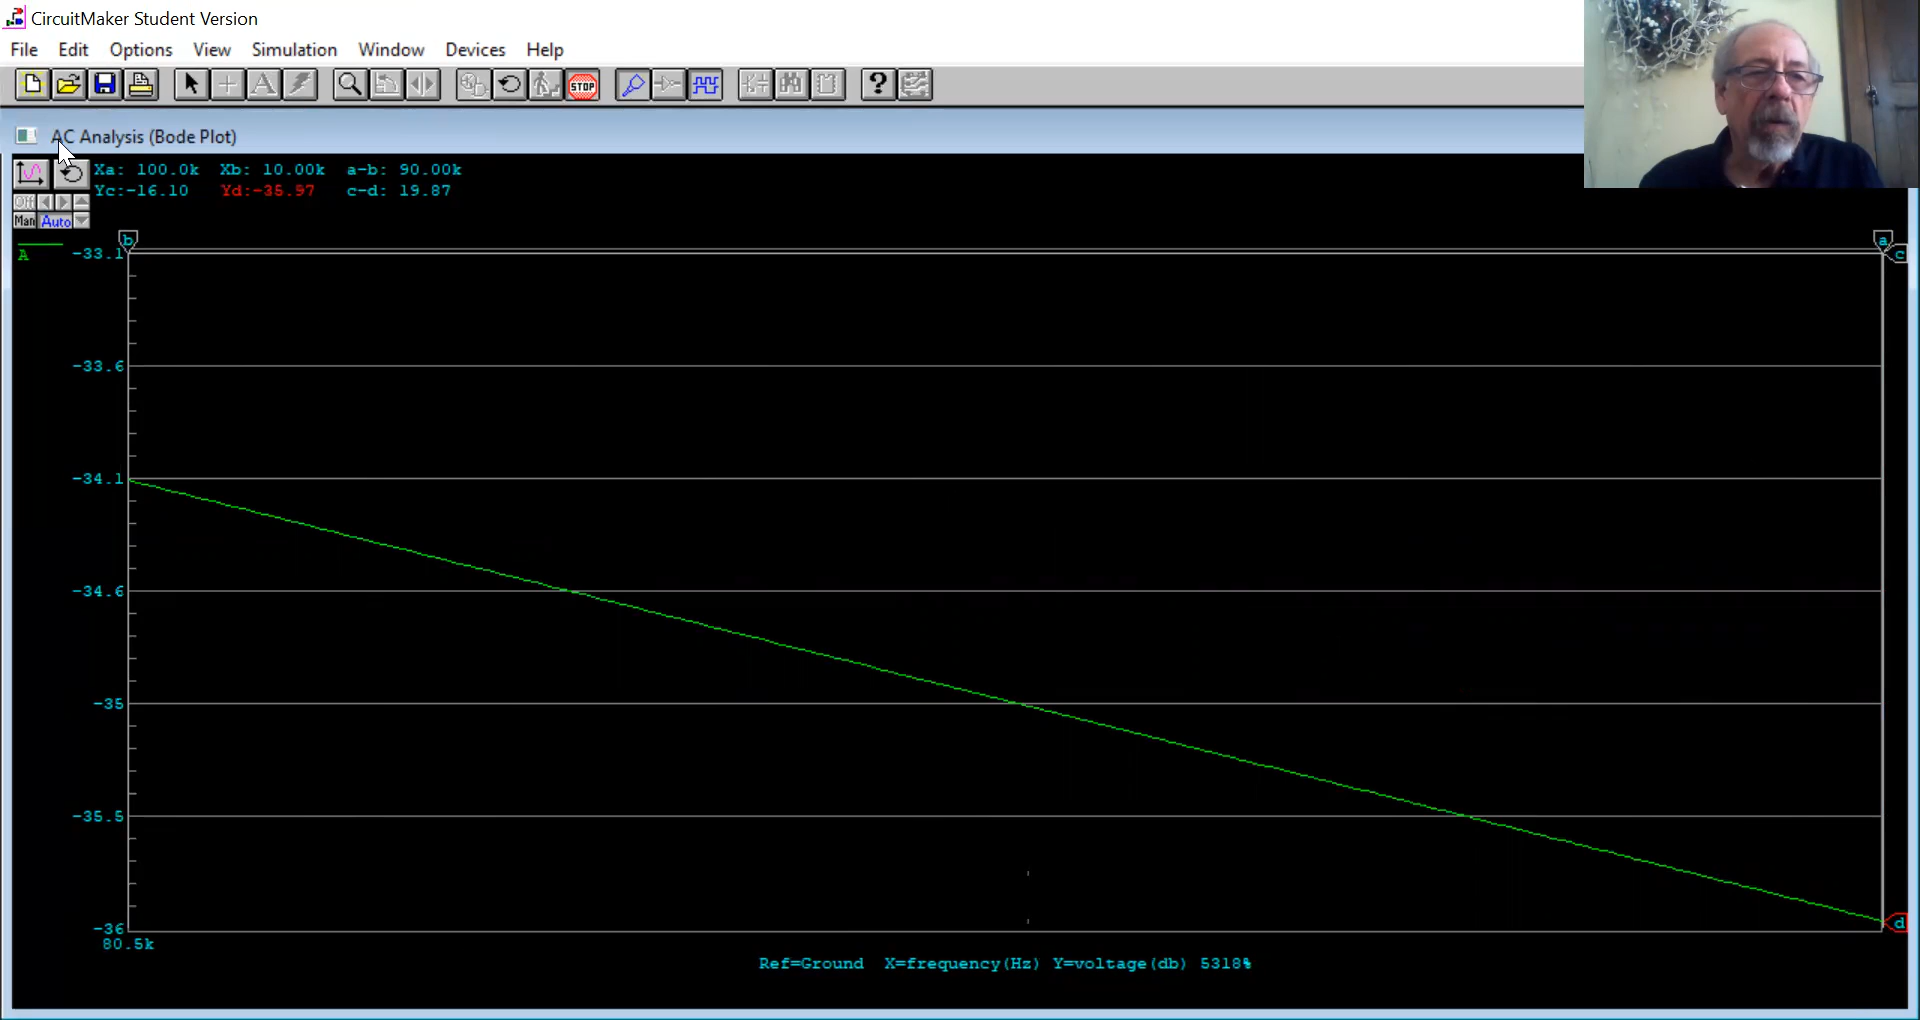 CircuitMaker Student Version
File Edit Options View Simulation Window Devices Help
A STOP ?
AC Analysis (Bode Plot)
Xa: 100.0k Xb: 10.00k a-b: 90.00k
Yc:-16.10 Yd:-35.97 c-d: 19.87
Off
Man Auto
b a
A -33.1 c
-33.6
-34.1
-34.6
-35
-35.5
-36 d
80.5k
Ref=Ground X=frequency(Hz) Y=voltage(db) 5318%